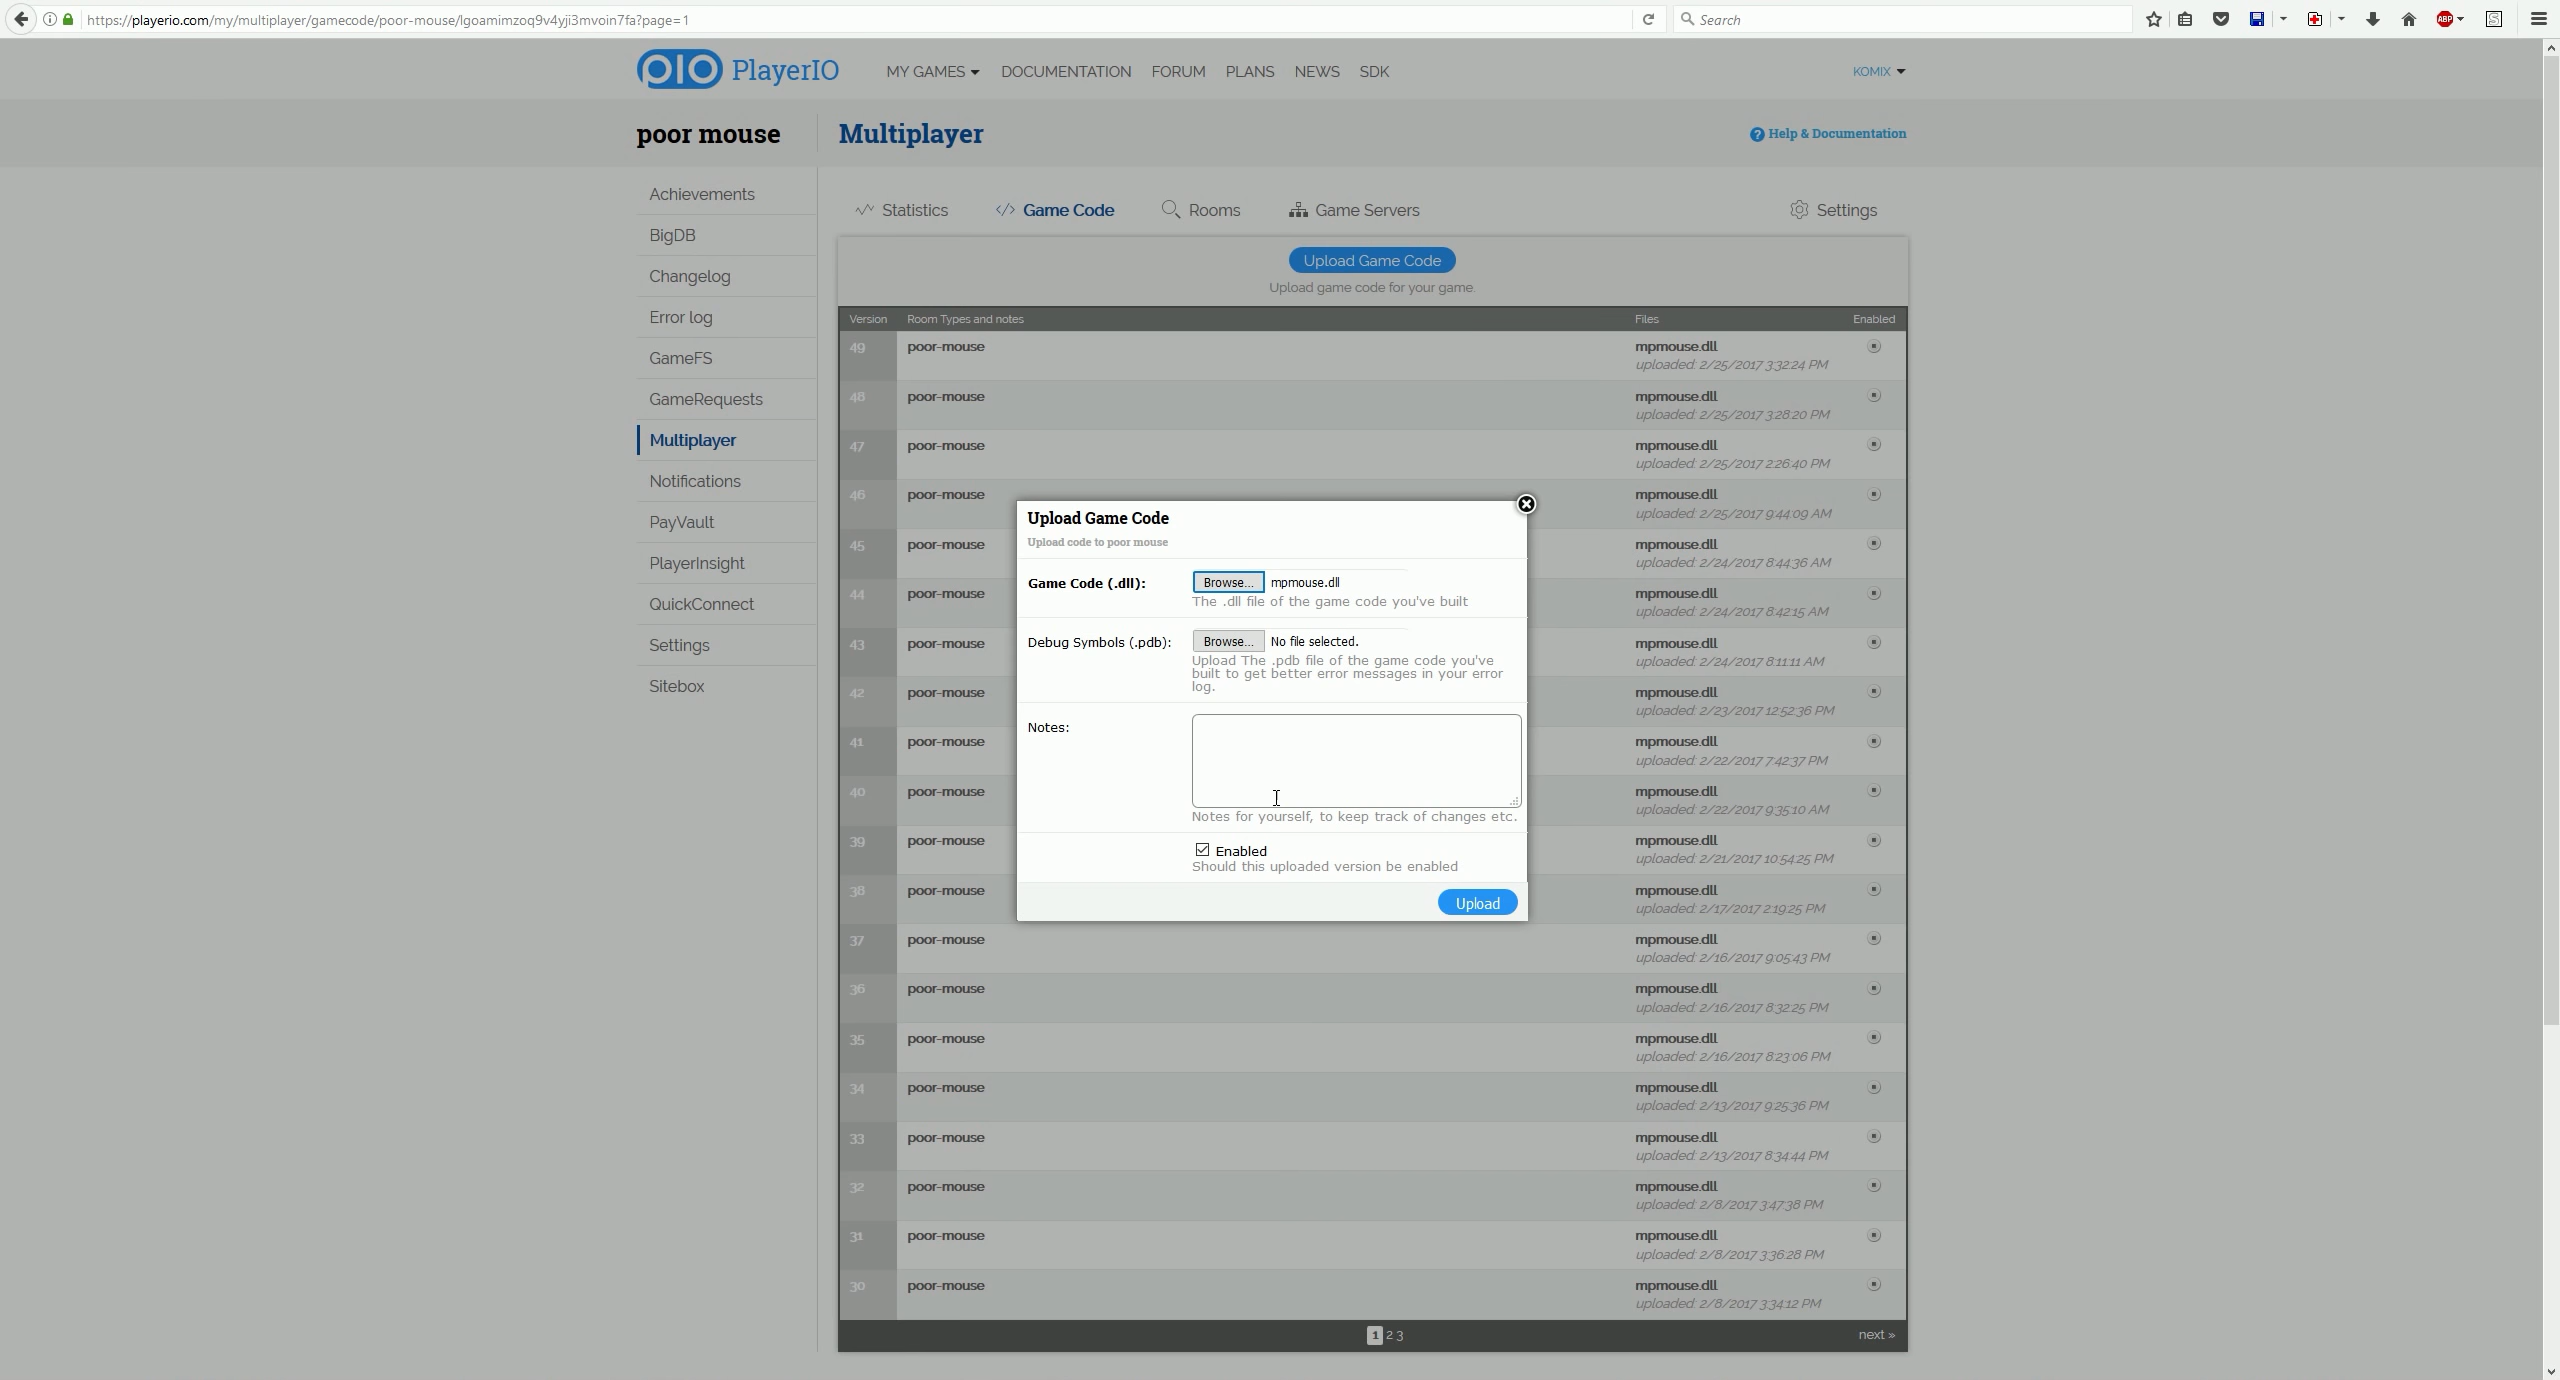 https://playerio.com/my/multiplayer/gamecode/poor-mouse/lgoamimzoq9v4yji3mvoin7fa?page=1
Search
ABP
S
pio PlayerIO
MY GAMES
DOCUMENTATION
FORUM
PLANS
NEWS
SDK
KOMIX
poor mouse
Multiplayer
? Help & Documentation
Achievements
BigDB
Changelog
Error log
GameFS
GameRequests
Multiplayer
Notifications
PayVault
PlayerInsight
QuickConnect
Settings
Sitebox
Statistics
</> Game Code
Rooms
Game Servers
Settings
Upload Game Code
Upload game code for your game.
Version Room Types and notes Files Enabled
49 poor-mouse mpmouse.dll
uploaded: 2/25/2017 3:32:24 PM
48 poor-mouse mpmouse.dll
uploaded: 2/25/2017 3:28:20 PM
47 poor-mouse mpmouse.dll
uploaded: 2/25/2017 2:26:40 PM
46 poor-mouse mpmouse.dll
uploaded: 2/25/2017 9:44:09 AM
45 poor-mouse mpmouse.dll
uploaded: 2/24/2017 8:44:36 AM
44 poor-mouse mpmouse.dll
uploaded: 2/24/2017 8:42:15 AM
43 poor-mouse mpmouse.dll
uploaded: 2/24/2017 8:11:11 AM
42 poor-mouse mpmouse.dll
uploaded: 2/23/2017 12:52:36 PM
41 poor-mouse mpmouse.dll
uploaded: 2/22/2017 7:42:37 PM
40 poor-mouse mpmouse.dll
uploaded: 2/22/2017 9:35:10 AM
39 poor-mouse mpmouse.dll
uploaded: 2/21/2017 10:54:25 PM
38 poor-mouse mpmouse.dll
uploaded: 2/17/2017 2:19:25 PM
37 poor-mouse mpmouse.dll
uploaded: 2/16/2017 9:05:43 PM
36 poor-mouse mpmouse.dll
uploaded: 2/16/2017 8:32:25 PM
35 poor-mouse mpmouse.dll
uploaded: 2/16/2017 8:23:06 PM
34 poor-mouse mpmouse.dll
uploaded: 2/13/2017 9:25:36 PM
33 poor-mouse mpmouse.dll
uploaded: 2/13/2017 8:34:44 PM
32 poor-mouse mpmouse.dll
uploaded: 2/8/2017 3:47:38 PM
31 poor-mouse mpmouse.dll
uploaded: 2/8/2017 3:36:28 PM
30 poor-mouse mpmouse.dll
uploaded: 2/8/2017 3:34:12 PM
1 2 3
next »
Upload Game Code
Upload code to poor mouse
Game Code (.dll): Browse... mpmouse.dll
The .dll file of the game code you've built
Debug Symbols (.pdb): Browse... No file selected.
Upload The .pdb file of the game code you've
built to get better error messages in your error
log.
Notes:
Notes for yourself, to keep track of changes etc.
Enabled
Should this uploaded version be enabled
Upload